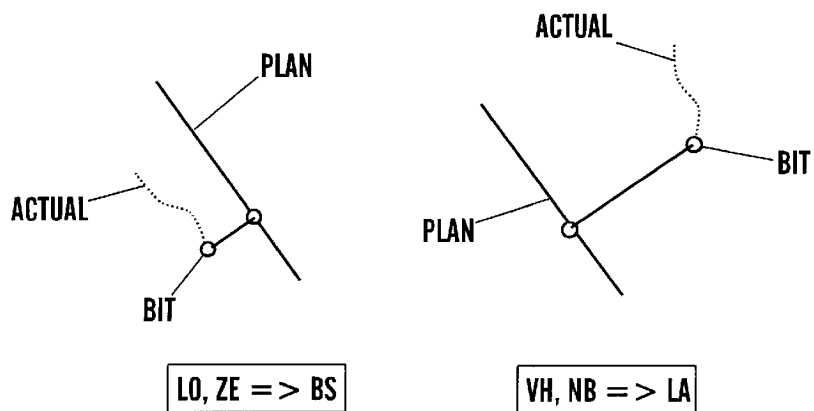 PLAN
ACTUAL
BIT
LO, ZE = > BS
ACTUAL
BIT
PLAN
VH, NB = > LA